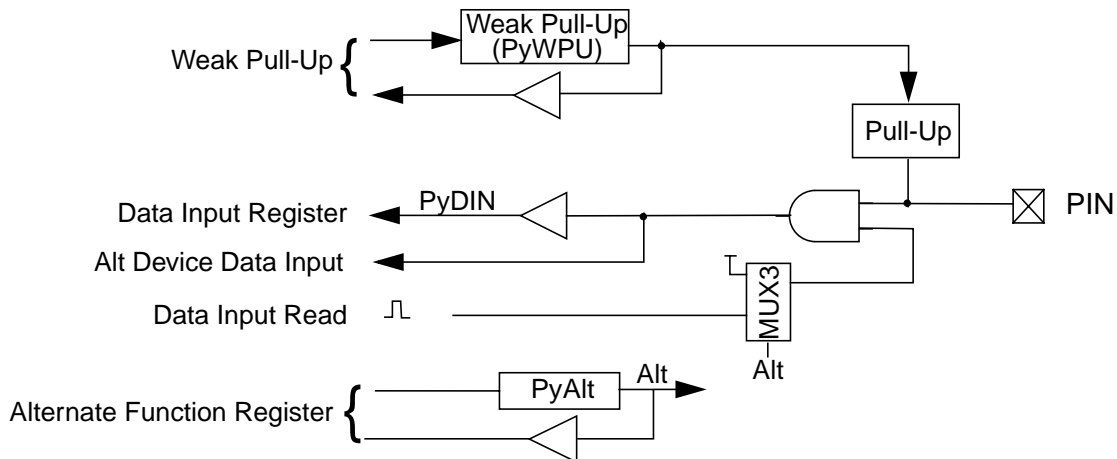 Weak Pull-Up
Weak Pull-Up
(PyWPU)
Pull-Up
Data Input Register
PyDIN
PIN
Alt Device Data Input
Data Input Read
MUX3
Alt
Alternate Function Register
PyAlt
Alt